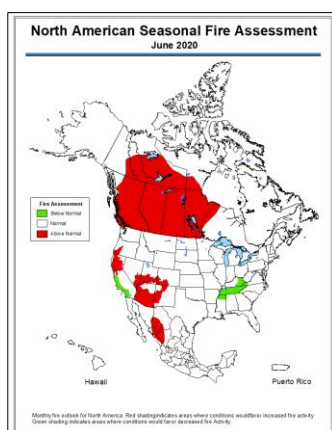 North American Seasonal Fire Assessment
June 2020
Fire Assessment
Below Normal
Normal
Above Normal
Hawaii
Puerto Rico
Monthly fire outlook for North America. Red shading indicates areas where conditions would favor increased fire activity.
Green shading indicates areas where conditions would favor decreased fire Activity.